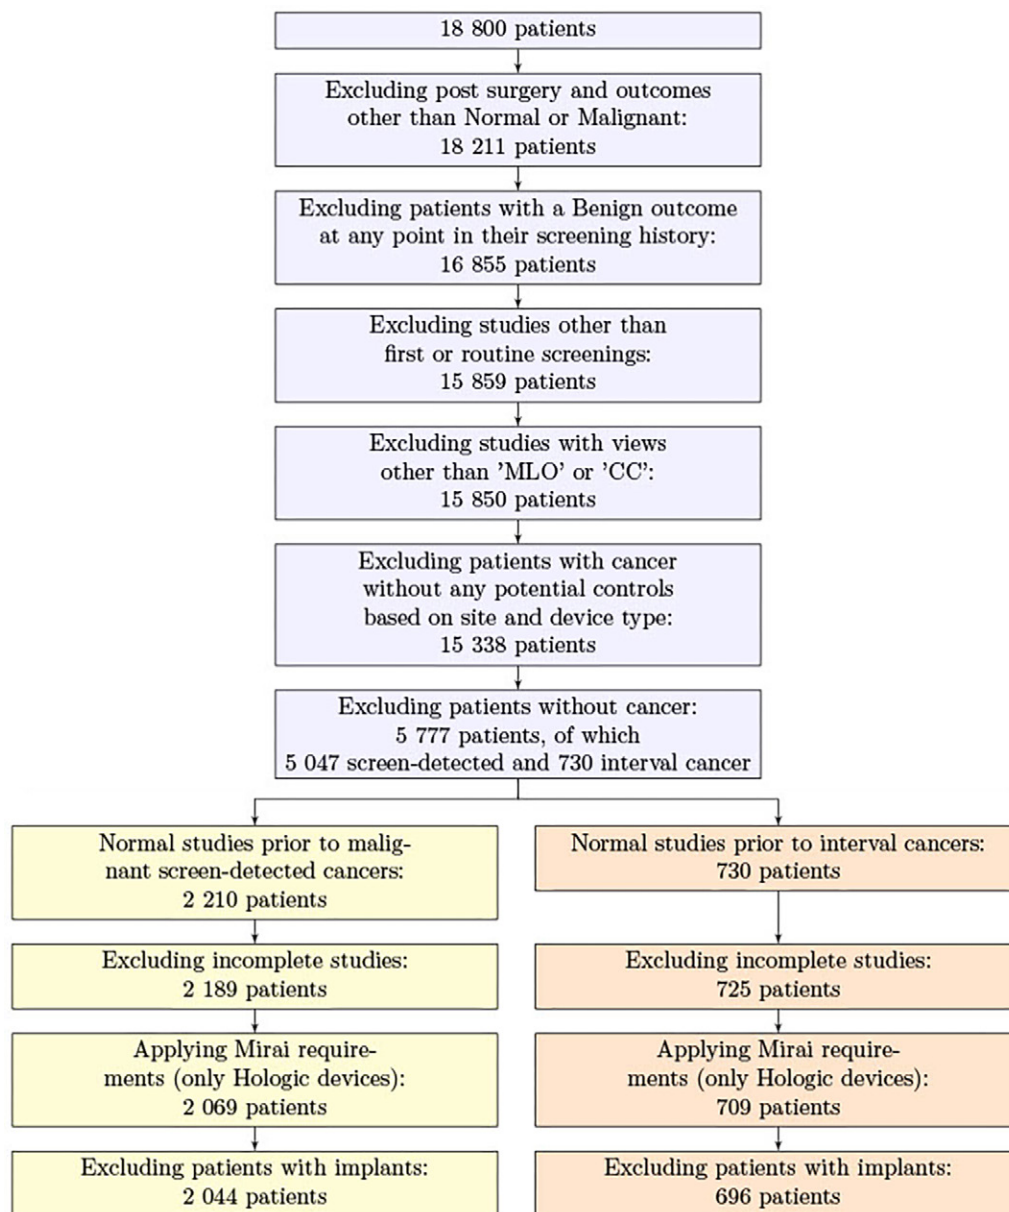 18 800 patients
Excluding post surgery and outcomes
other than Normal or Malignant:
18 211 patients
Excluding patients with a Benign outcome
at any point in their screening history:
16 855 patients
Excluding studies other than
first or routine screenings:
15 859 patients
Excluding studies with views
other than ’MLO’ or ’CC’:
15 850 patients
Excluding patients with cancer
without any potential controls
based on site and device type:
15 338 patients
Excluding patients without cancer:
5 777 patients, of which
5 047 screen-detected and 730 interval cancer
Normal studies prior to malig-
nant screen-detected cancers:
2 210 patients
Excluding incomplete studies:
2 189 patients
Applying Mirai require-
ments (only Hologic devices):
2 069 patients
Excluding patients with implants:
2 044 patients
Normal studies prior to interval cancers:
730 patients
Excluding incomplete studies:
725 patients
Applying Mirai require-
ments (only Hologic devices):
709 patients
Excluding patients with implants:
696 patients